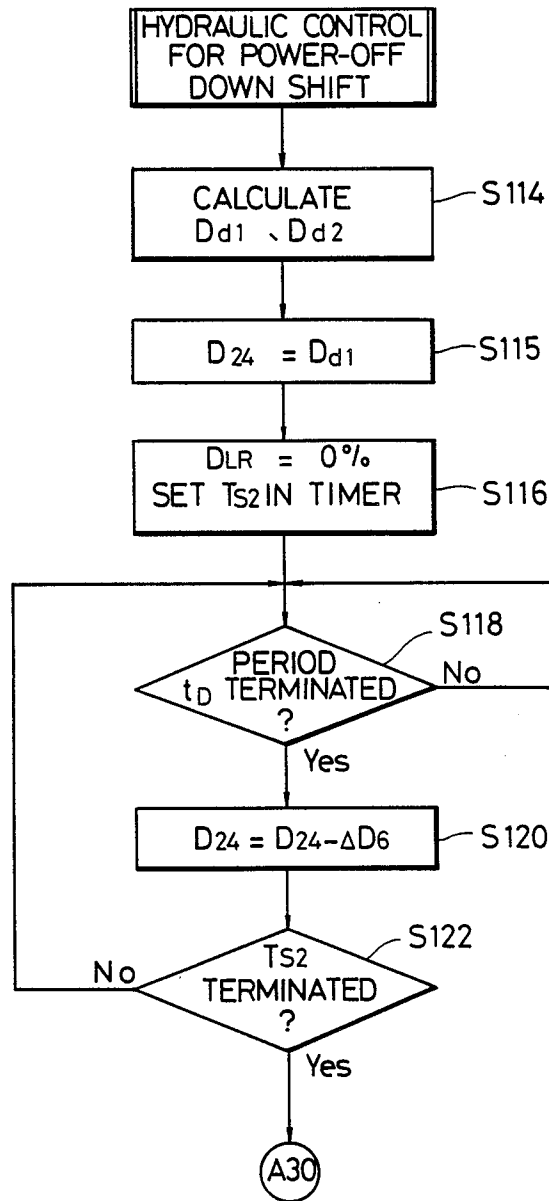 HYDRAULIC CONTROL
FOR POWER-OFF
DOWN SHIFT
CALCULATE
Dd1、Dd2
S114
D24 = Dd1
S115
DLR = 0%
SET TS2 IN TIMER
S116
S118
PERIOD
tD TERMINATED
?
No
Yes
D24 = D24-ΔD6
S120
S122
TS2
TERMINATED
?
No
Yes
A30